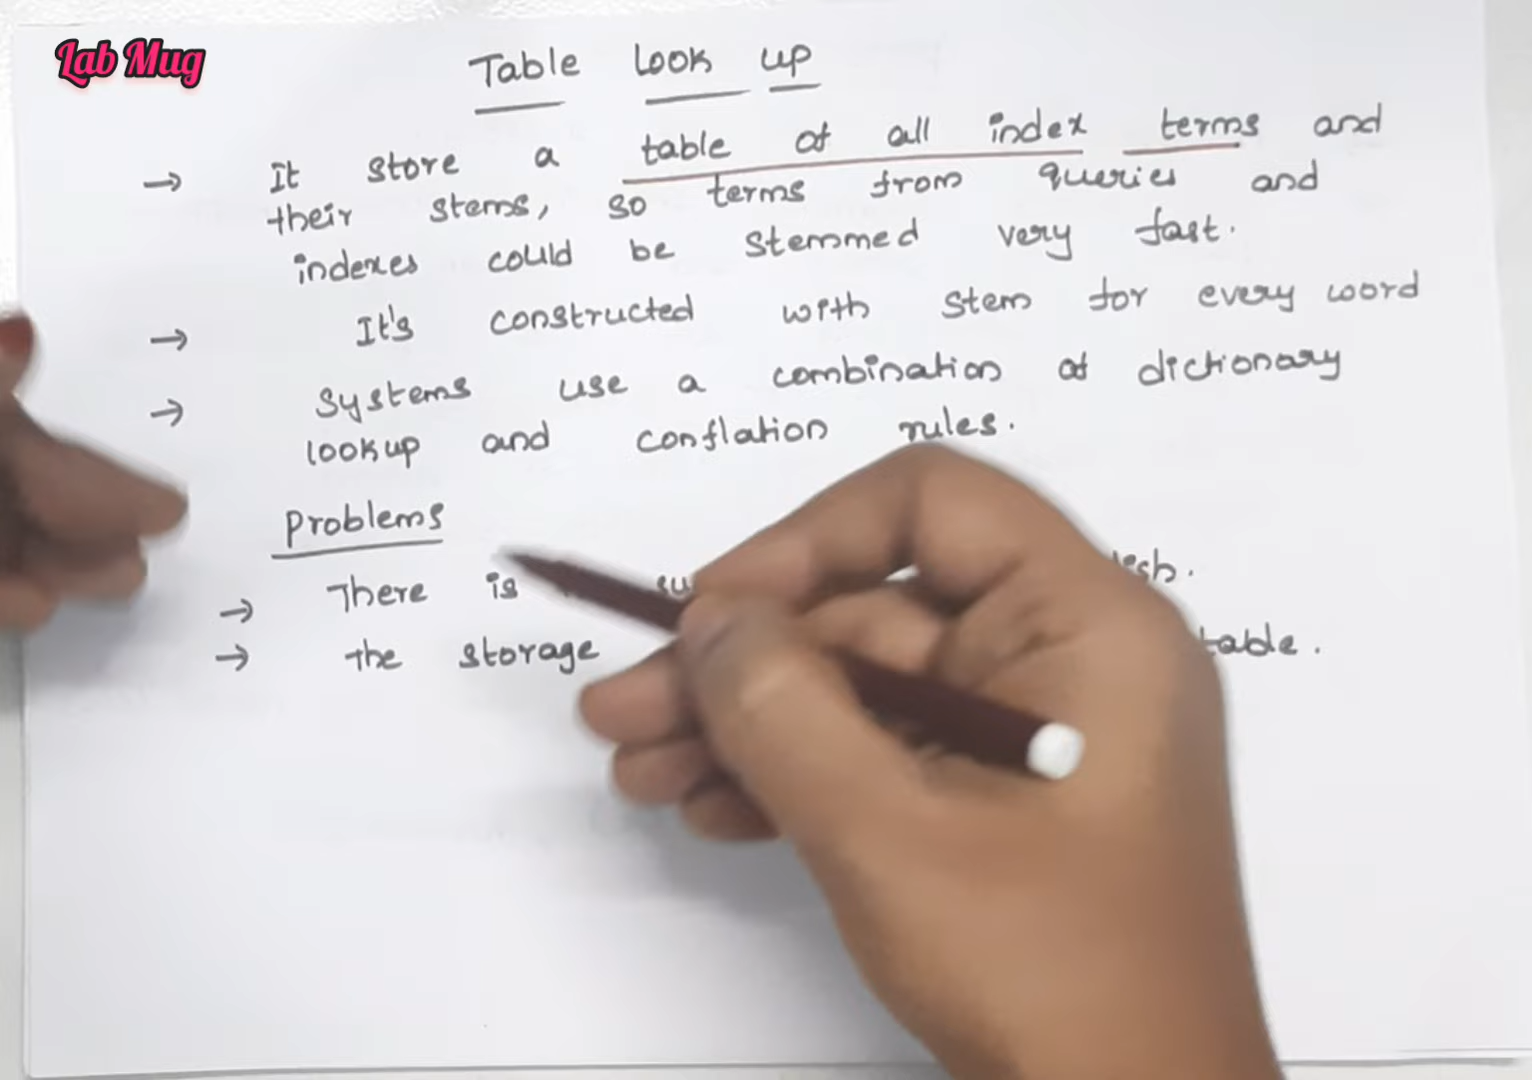 Lab Mug
Table look up
→ It store a table of all index terms and
their stems, so terms from queries and
indexes could be stemmed very fast.
→ It's constructed with stem for every word
→ Systems use a combination of dictionary
lookup and conflation rules.
Problems
→ There is
→ the storage table.